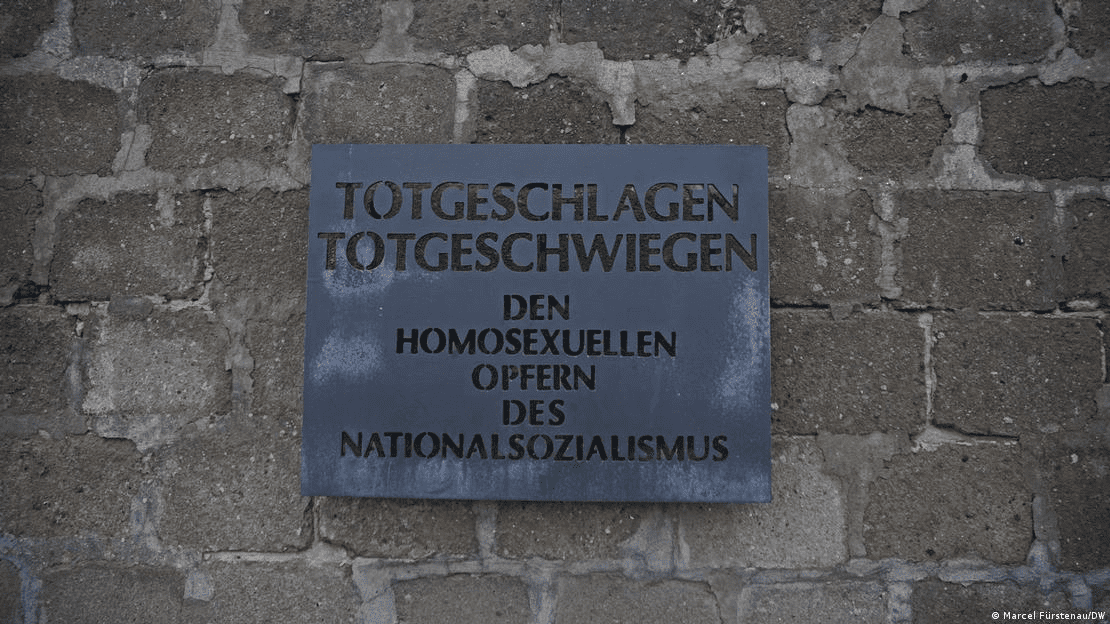 TOTGESCHLAGEN
TOTGESCHWIEGEN
DEN
HOMOSEXUELLEN
OPFERN
DES
NATIONALSOZIALISMUS
© Marcel Fürstenau/DW